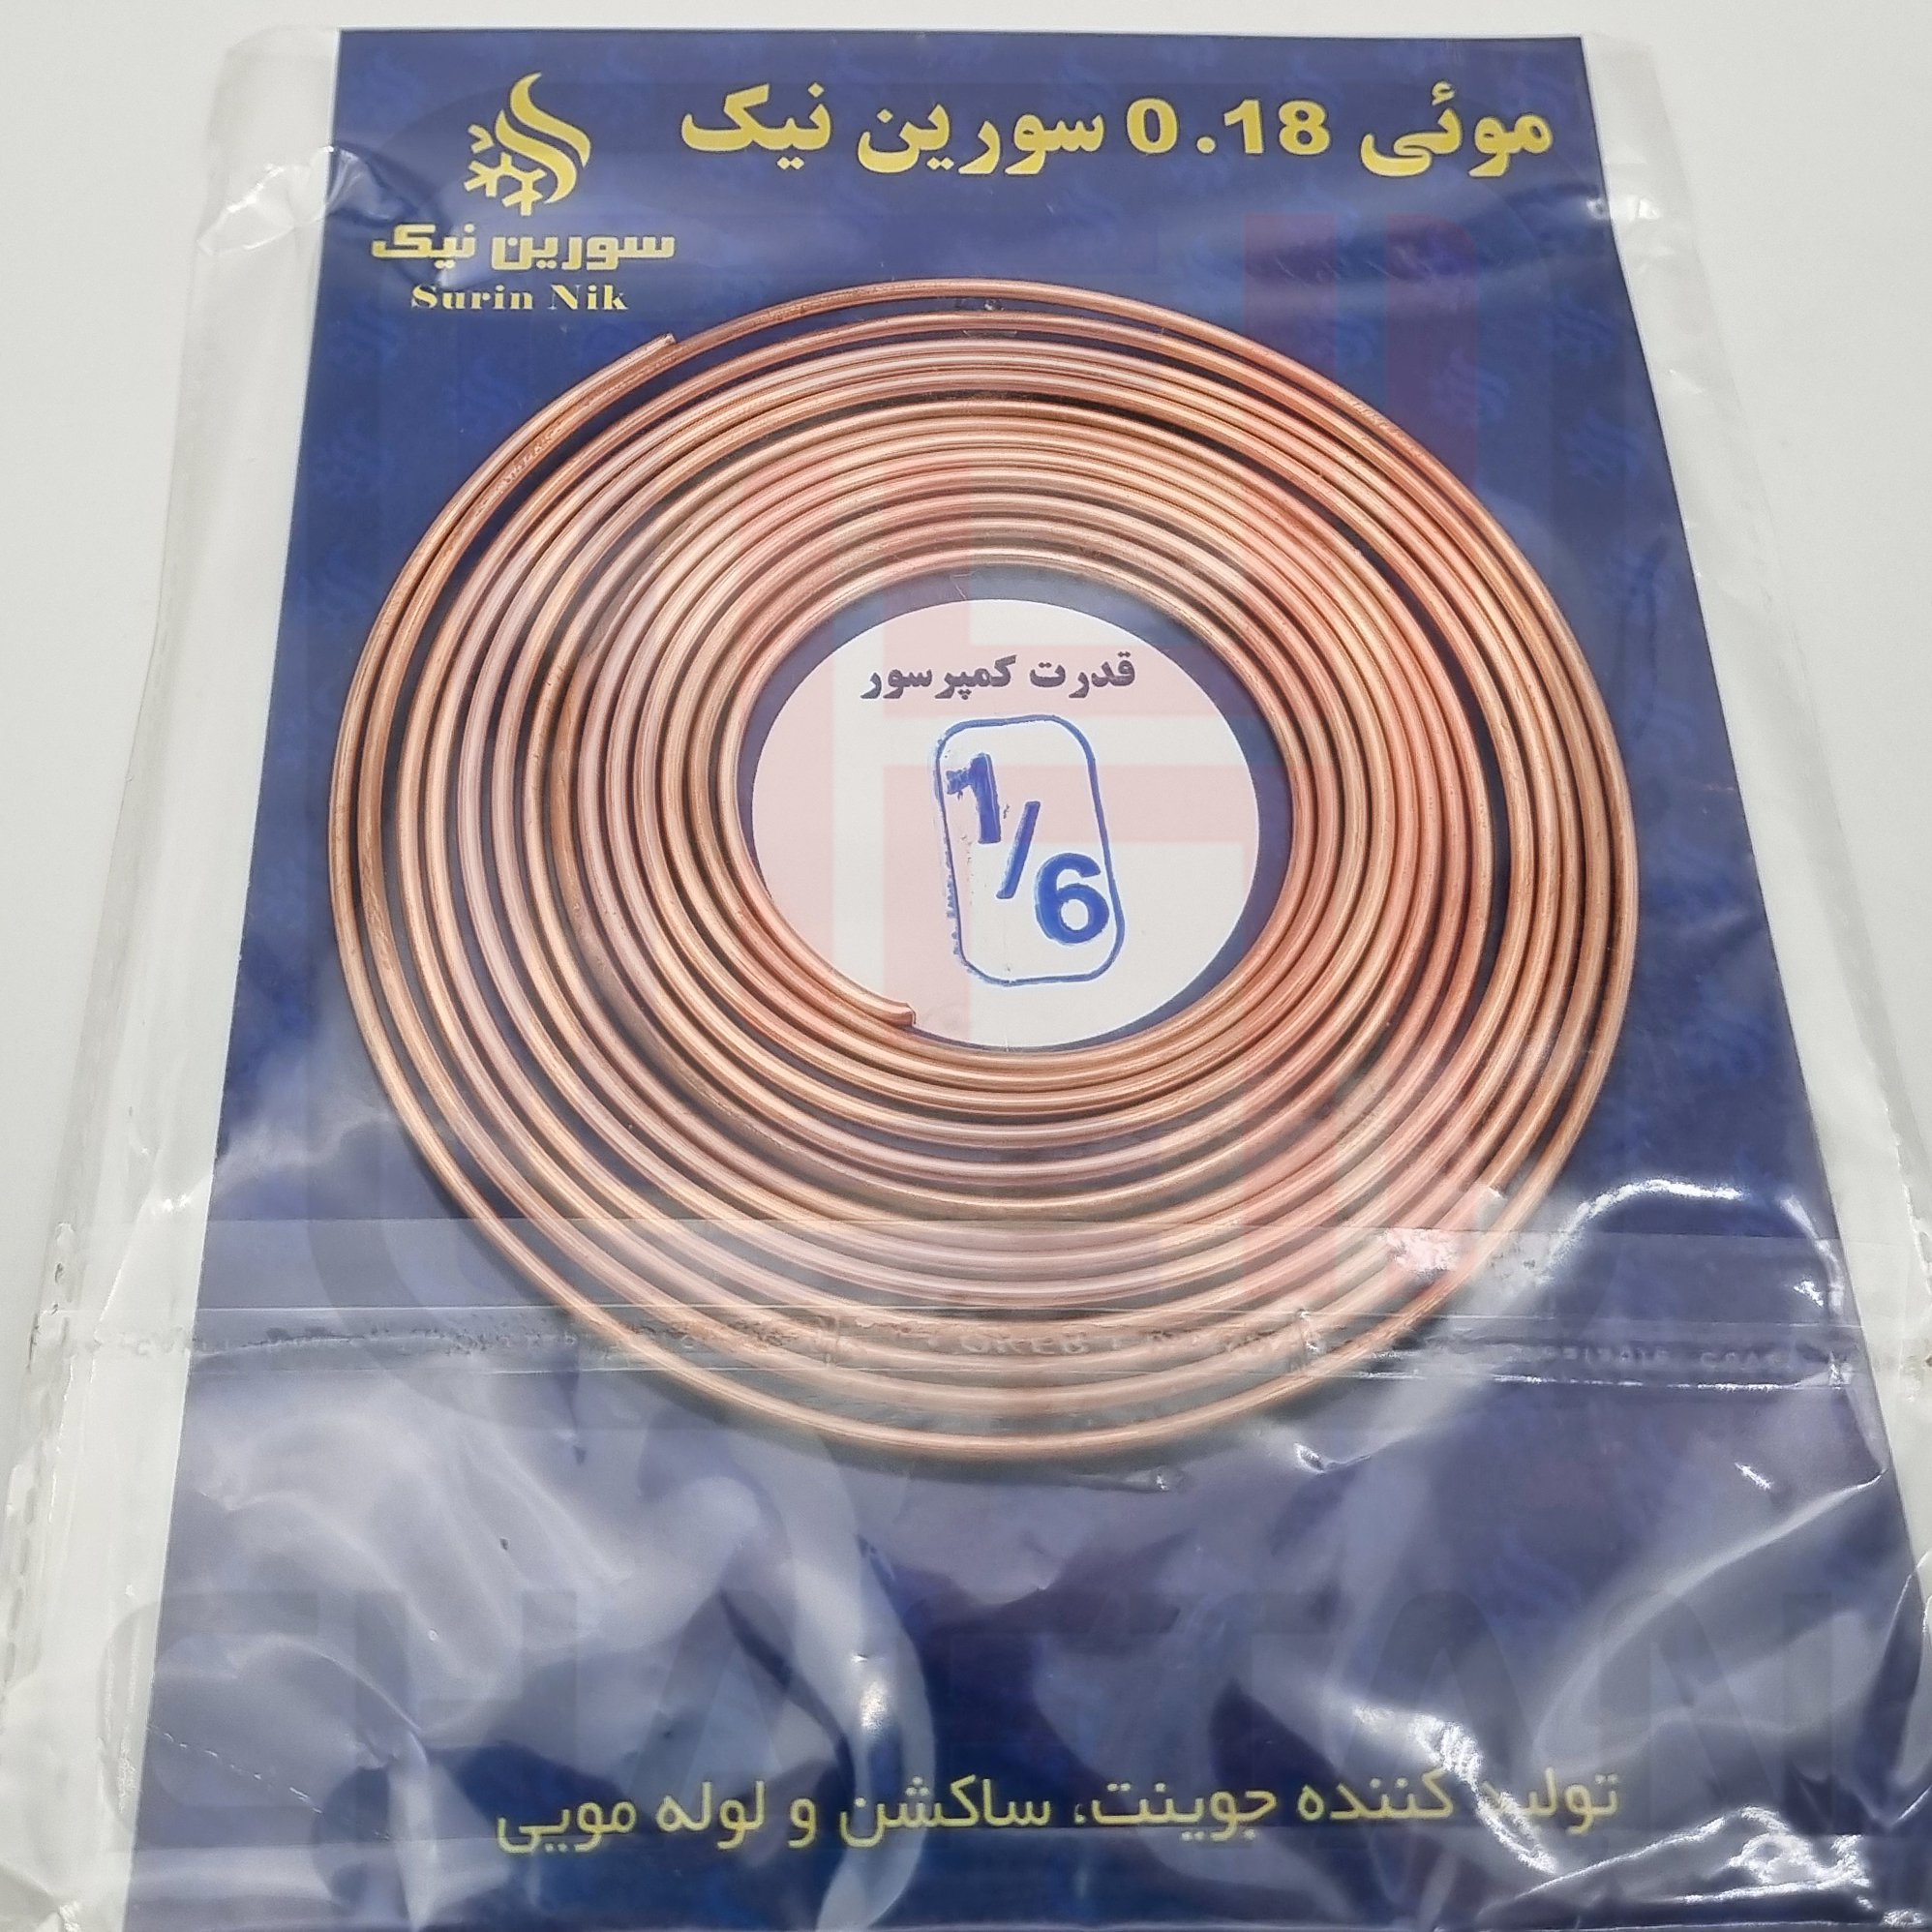 موئی 0.18 سورین نیک
سورین نیک
Surin Nik
قدرت کمپرسور
1/6
تولید کننده جوینت، ساکشن و لوله مویی